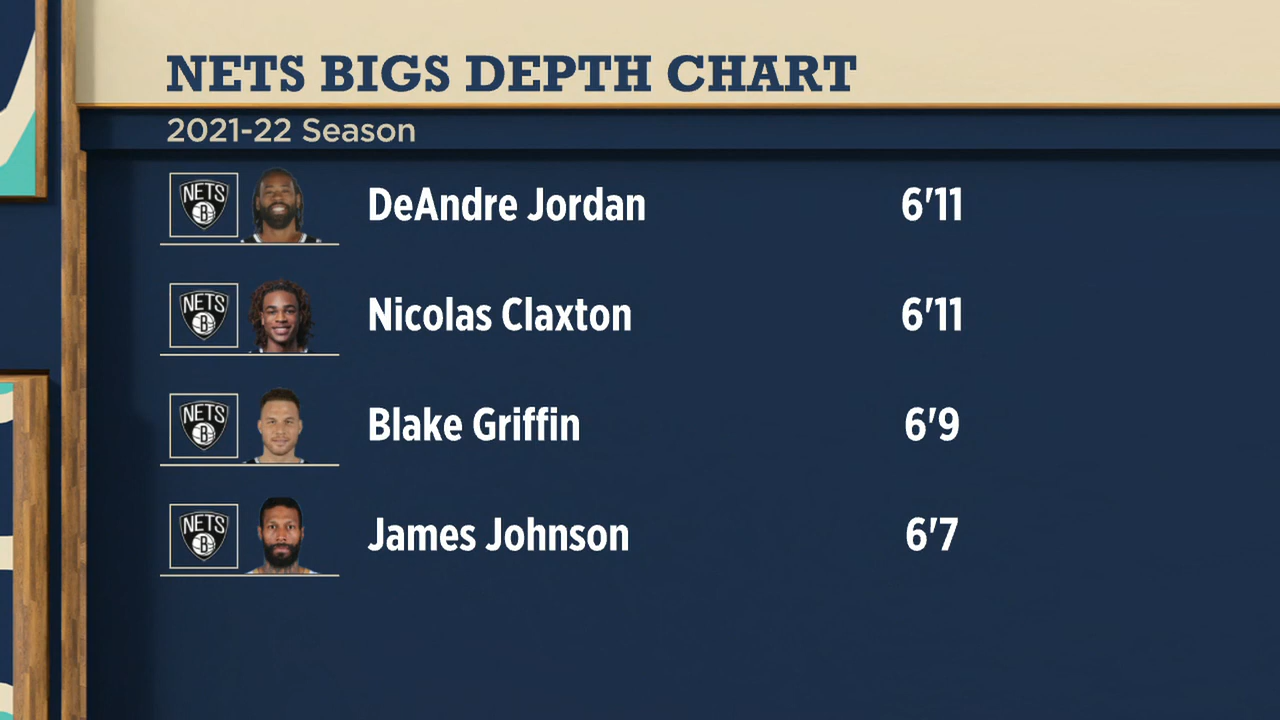 NETS BIGS DEPTH CHART
2021-22 Season
NETS B DeAndre Jordan 6'11
NETS B Nicolas Claxton 6'11
NETS B Blake Griffin 6'9
NETS B James Johnson 6'7